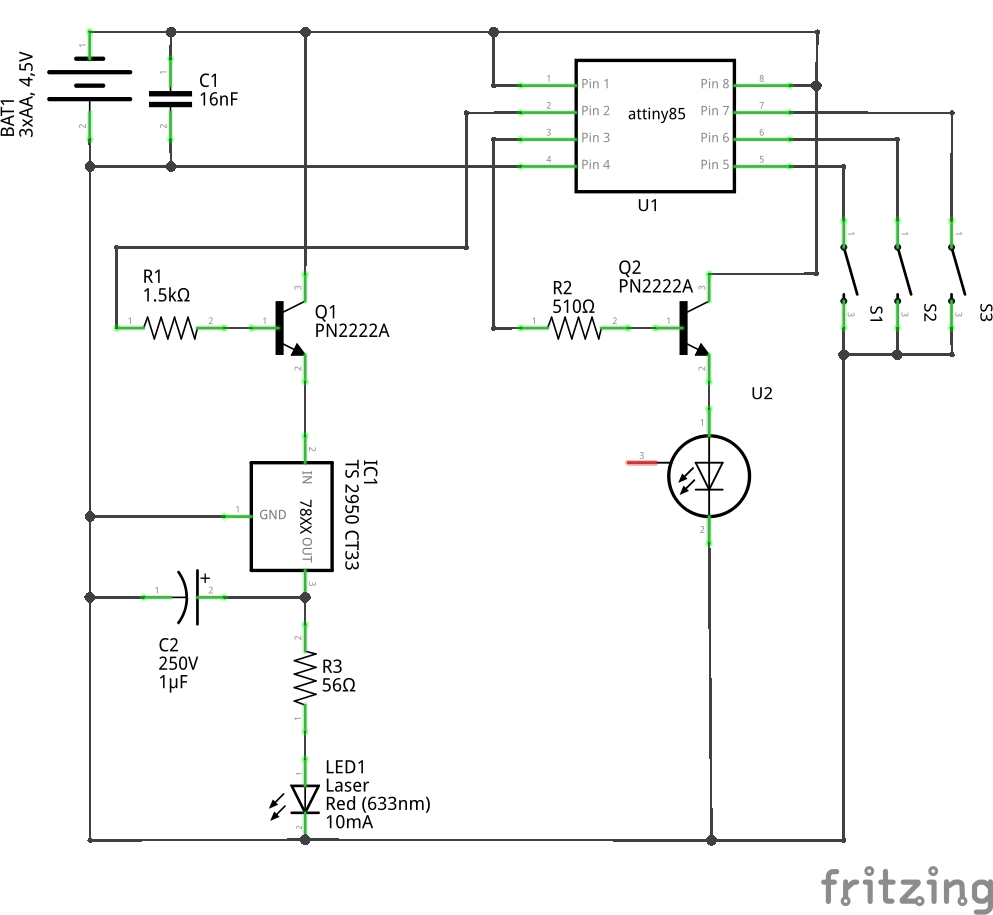 BAT1
3xAA, 4,5V
1
2
C1
16nF
1
2
attiny85
Pin 1
Pin 2
Pin 3
Pin 4
Pin 8
Pin 7
Pin 6
Pin 5
1
2
3
4
8
7
6
5
U1
R1
1.5kΩ
1
2
1
3
2
Q1
PN2222A
R2
510Ω
1
2
1
3
2
Q2
PN2222A
1
3
S1
1
3
S2
1
3
S3
U2
1
3
2
2
IN
1
GND
78XX
OUT
3
IC1
TS 2950 CT33
1
2
+
C2
250V
1µF
2
1
R3
56Ω
1
2
LED1
Laser
Red (633nm)
10mA
fritzing